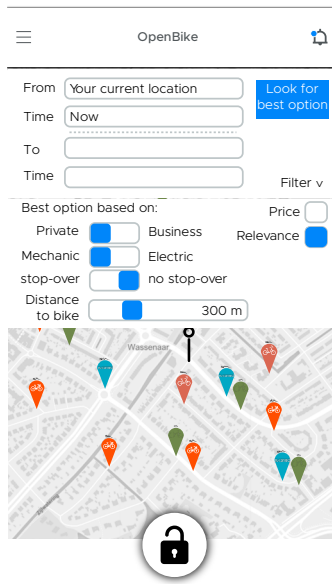 OpenBike
From Your current location
Look for
best option
Time Now
To
Time
Filter v
Best option based on:
Price
Private Business
Relevance
Mechanic Electric
stop-over no stop-over
Distance
to bike 300 m
Wassenaar